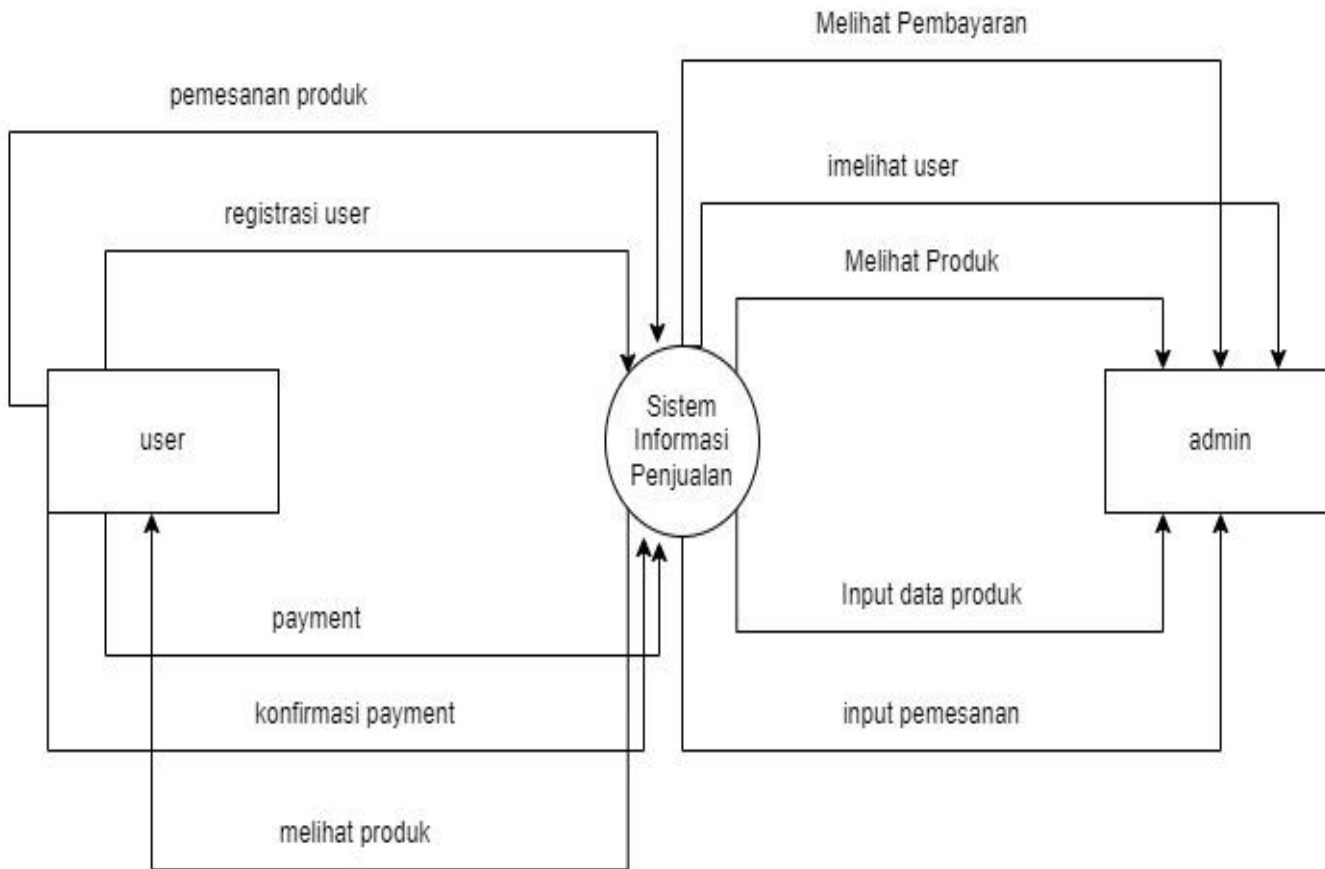 Melihat Pembayaran
pemesanan produk
imelihat user
registrasi user
Melihat Produk
user
Sistem
Informasi
Penjualan
admin
Input data produk
payment
konfirmasi payment
input pemesanan
melihat produk